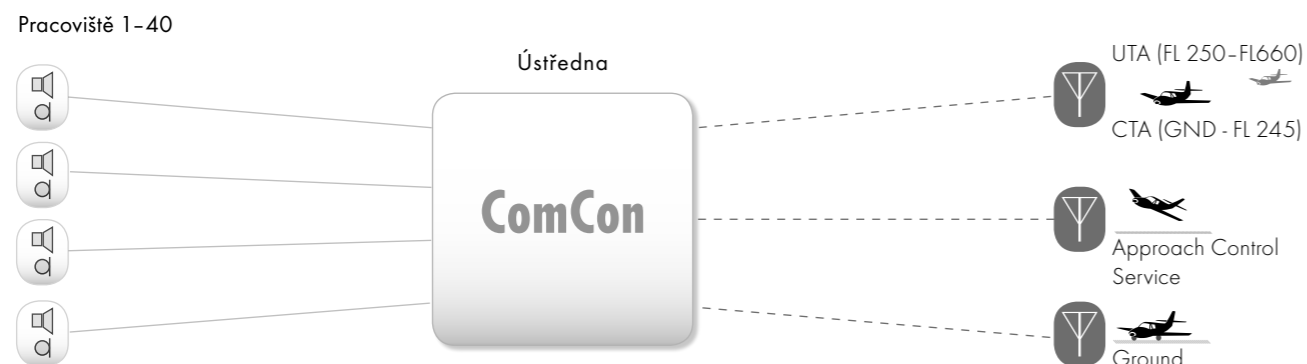 Pracoviště 1–40
Ústředna
ComCon
UTA (FL 250–FL660)
CTA (GND - FL 245)
Approach Control
Service
Ground